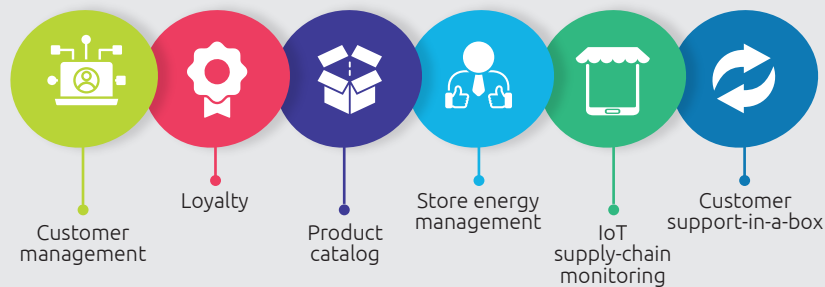 Customer
management
Loyalty
Product
catalog
Store energy
management
IoT
supply-chain
monitoring
Customer
support-in-a-box